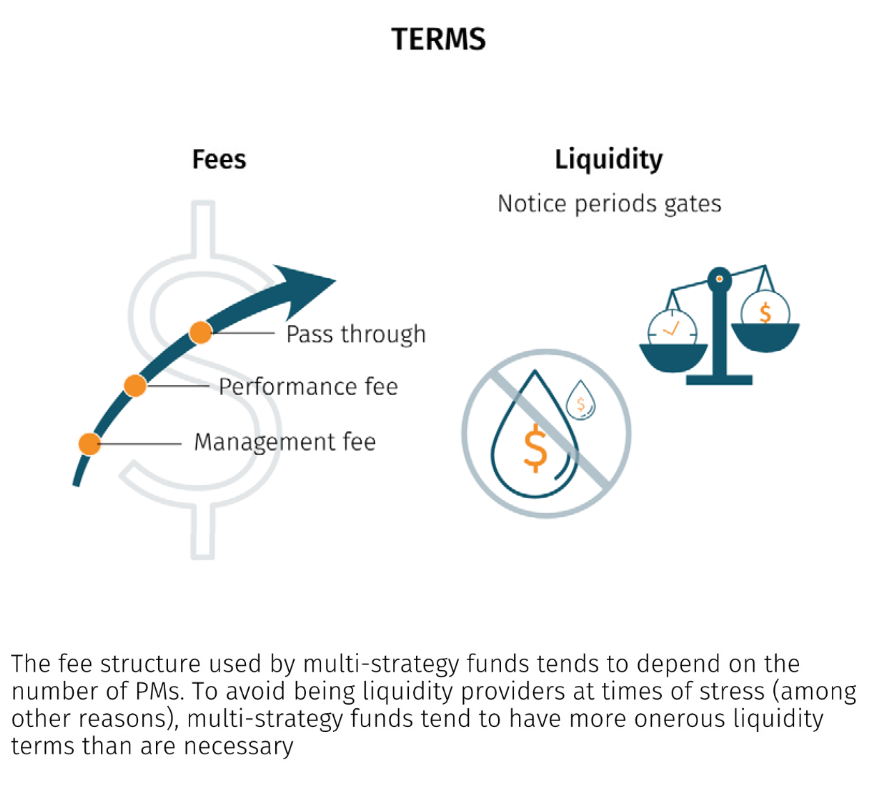 TERMS
Fees
Liquidity
Notice periods gates
Pass through
Performance fee
Management fee
$
$
$
The fee structure used by multi-strategy funds tends to depend on the
number of PMs. To avoid being liquidity providers at times of stress (among
other reasons), multi-strategy funds tend to have more onerous liquidity
terms than are necessary